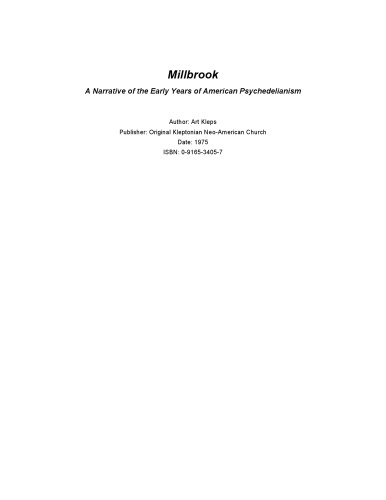 Millbrook
A Narrative of the Early Years of American Psychedelianism
Author: Art Kleps
Publisher: Original Kleptonian Neo-American Church
Date: 1975
ISBN: 0-9165-3405-7